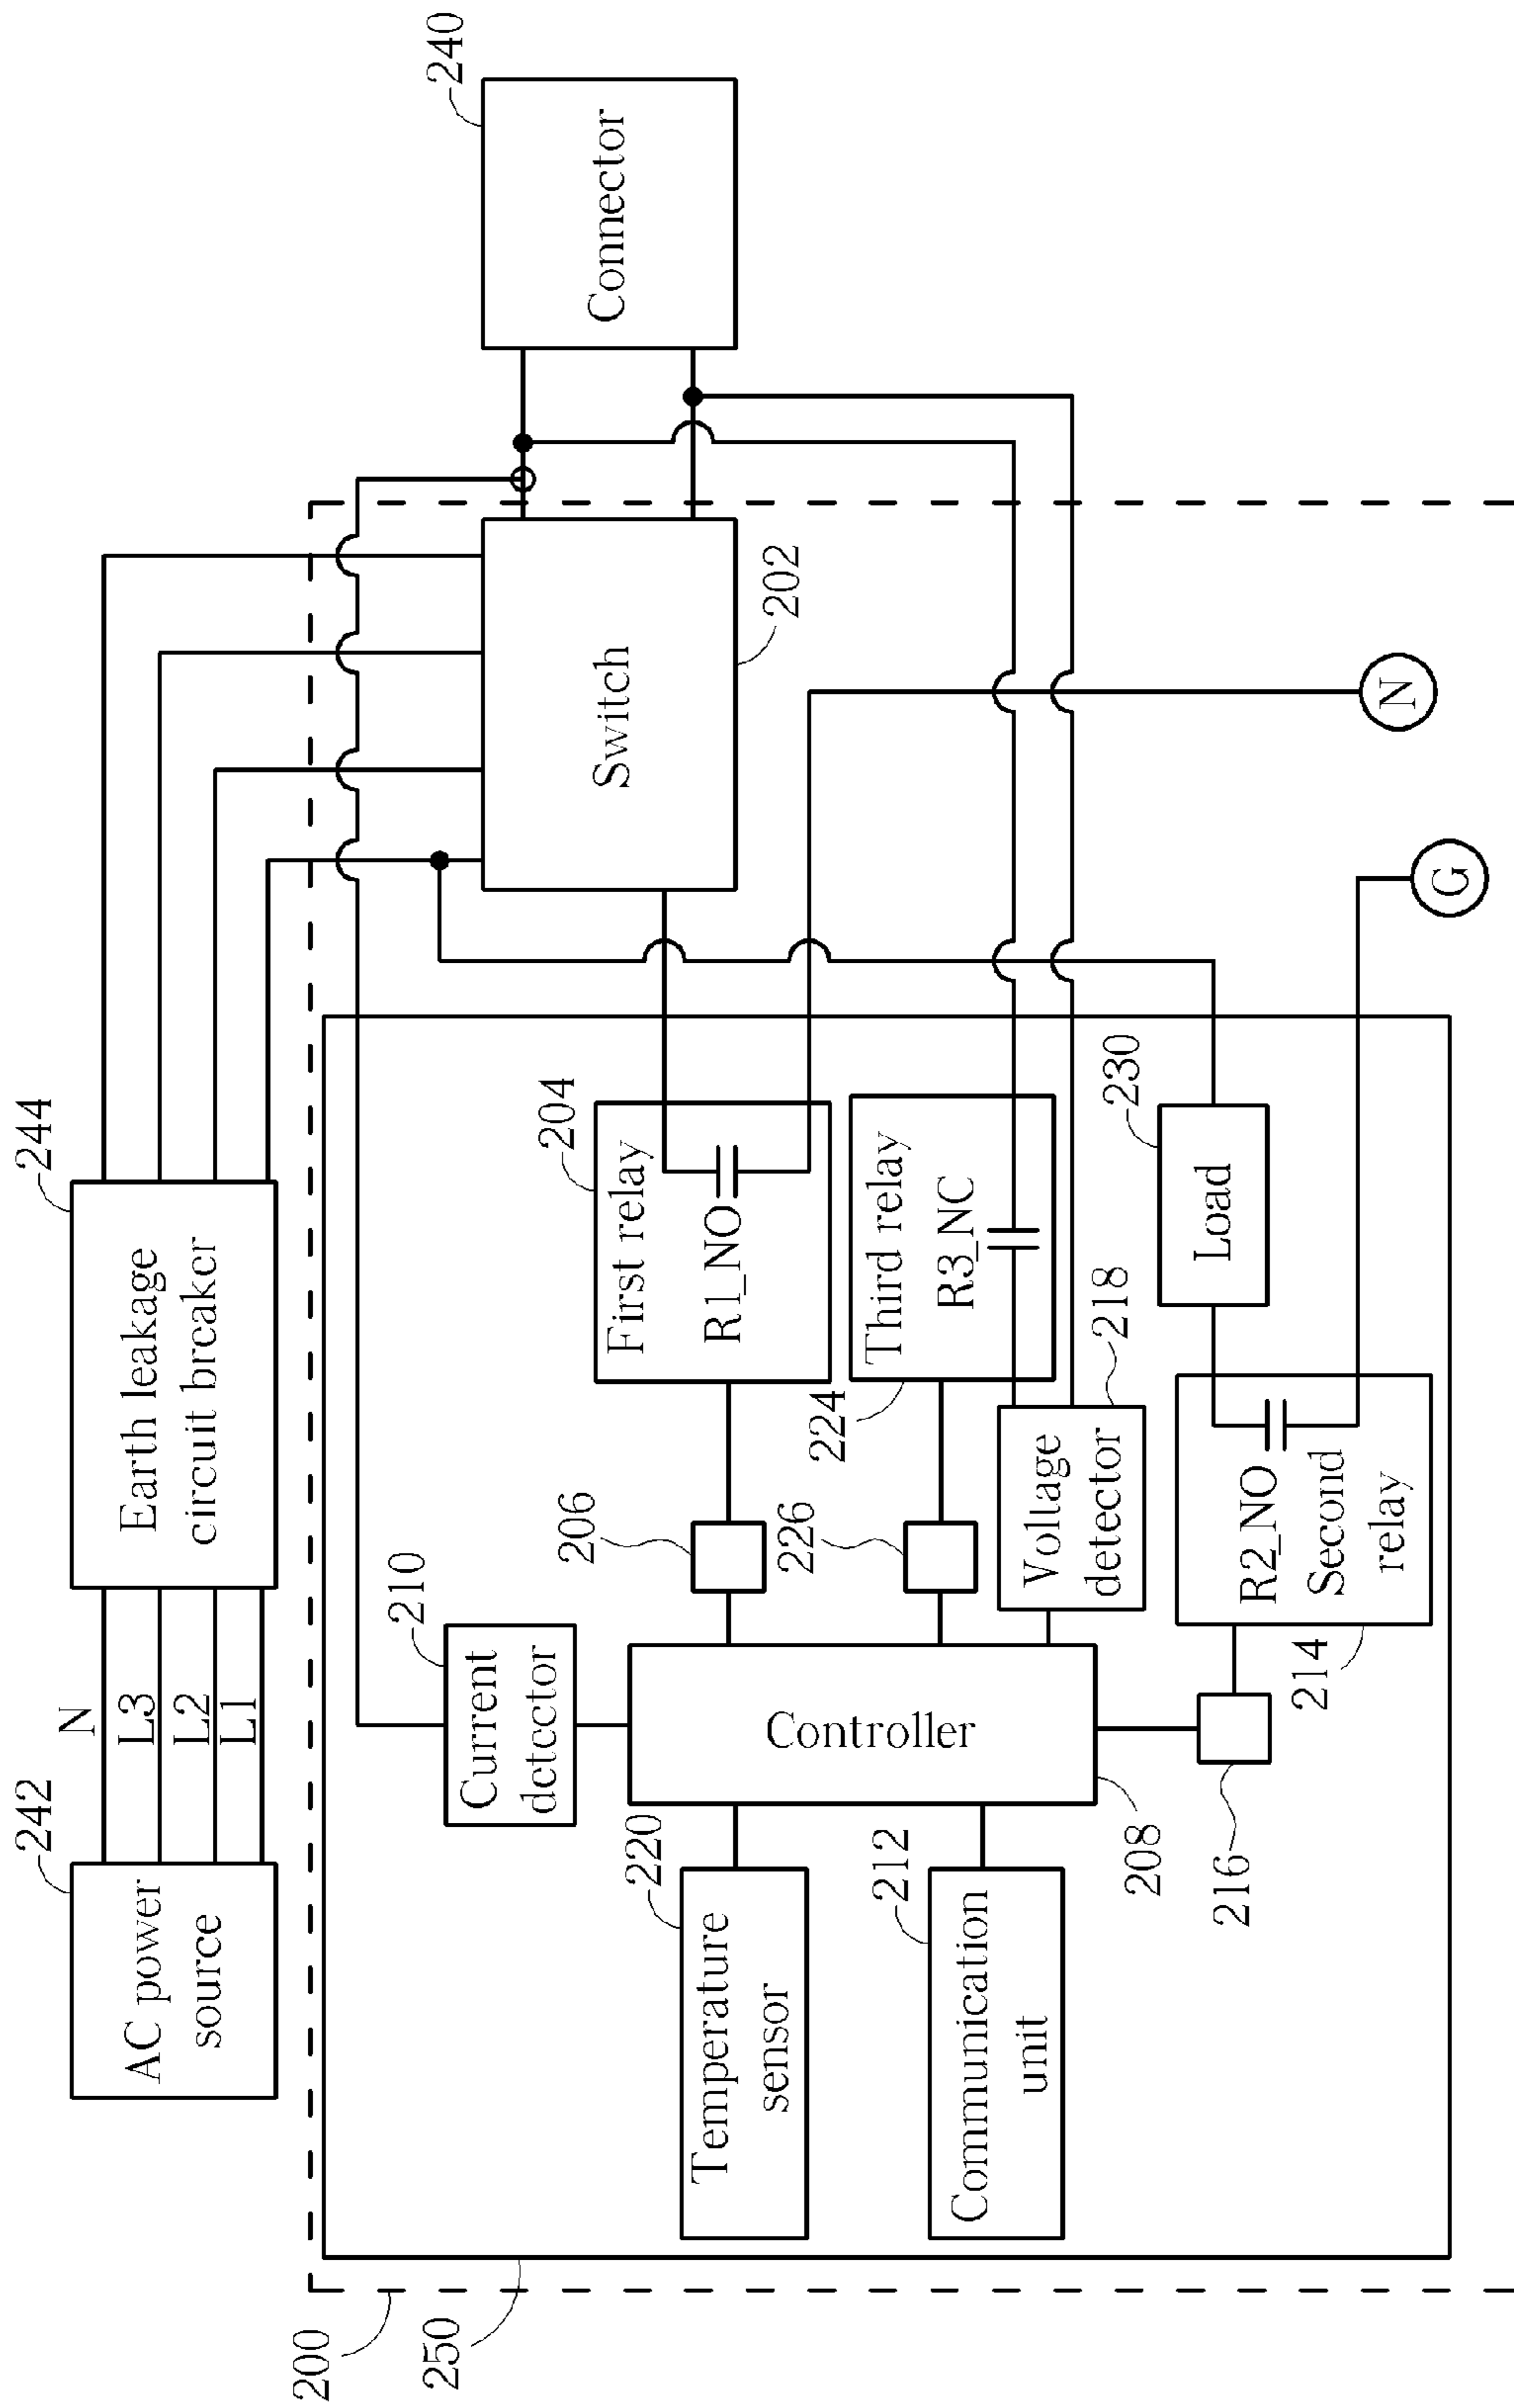 242
AC power
source
N
L3
L2
L1
244
Earth leakage
circuit breaker
200
250
240
Connector
Switch
202
210
Current
dctcctor
220
Temperature
sensor
212
Communication
unit
Controller
208
206
204
First relay
R1_NO
226
224
Third relay
R3_NC
218
Voltage
detector
216
214
R2_NO
Second
relay
230
Load
N
G